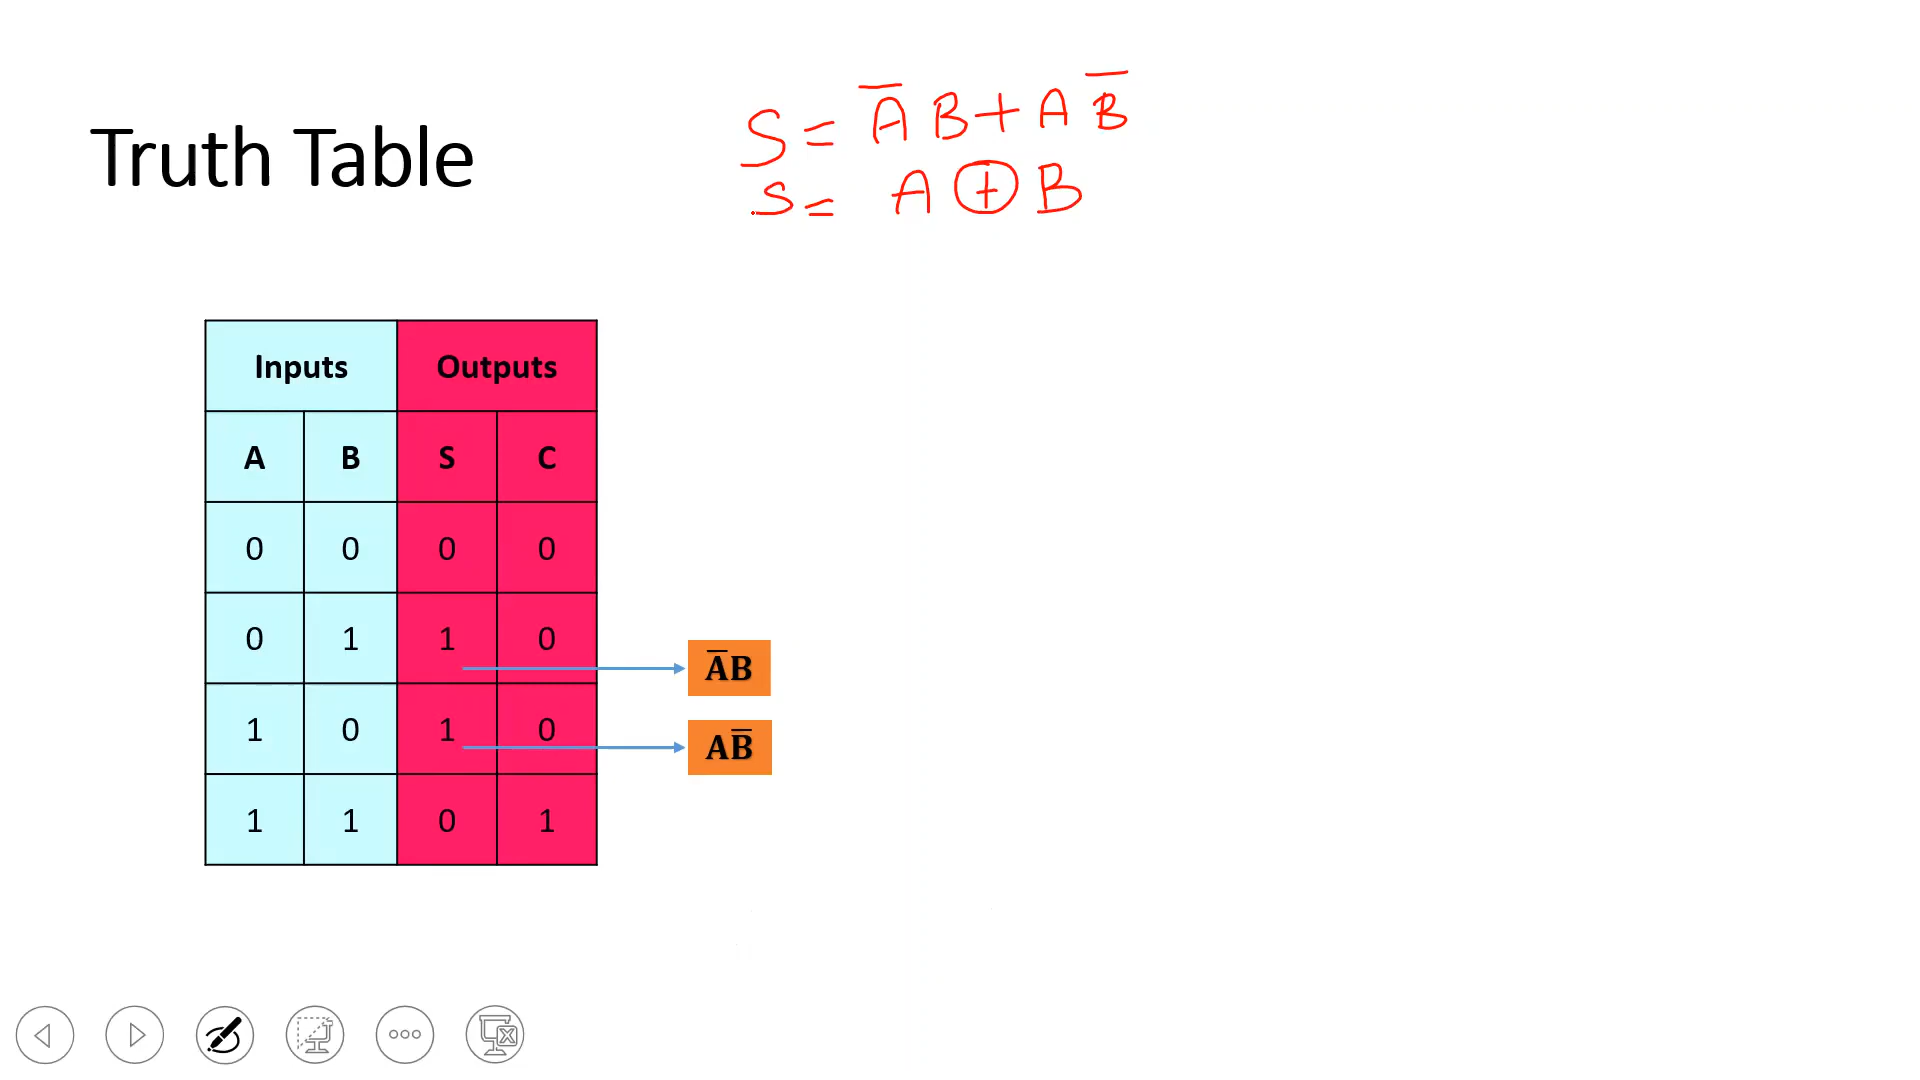 S = A̅ B + A B̅
Truth Table
S = A ⊕ B
Inputs Outputs
A B S C
0 0 0 0
0 1 1 0
A̅B
1 0 1 0
AB̅
1 1 0 1